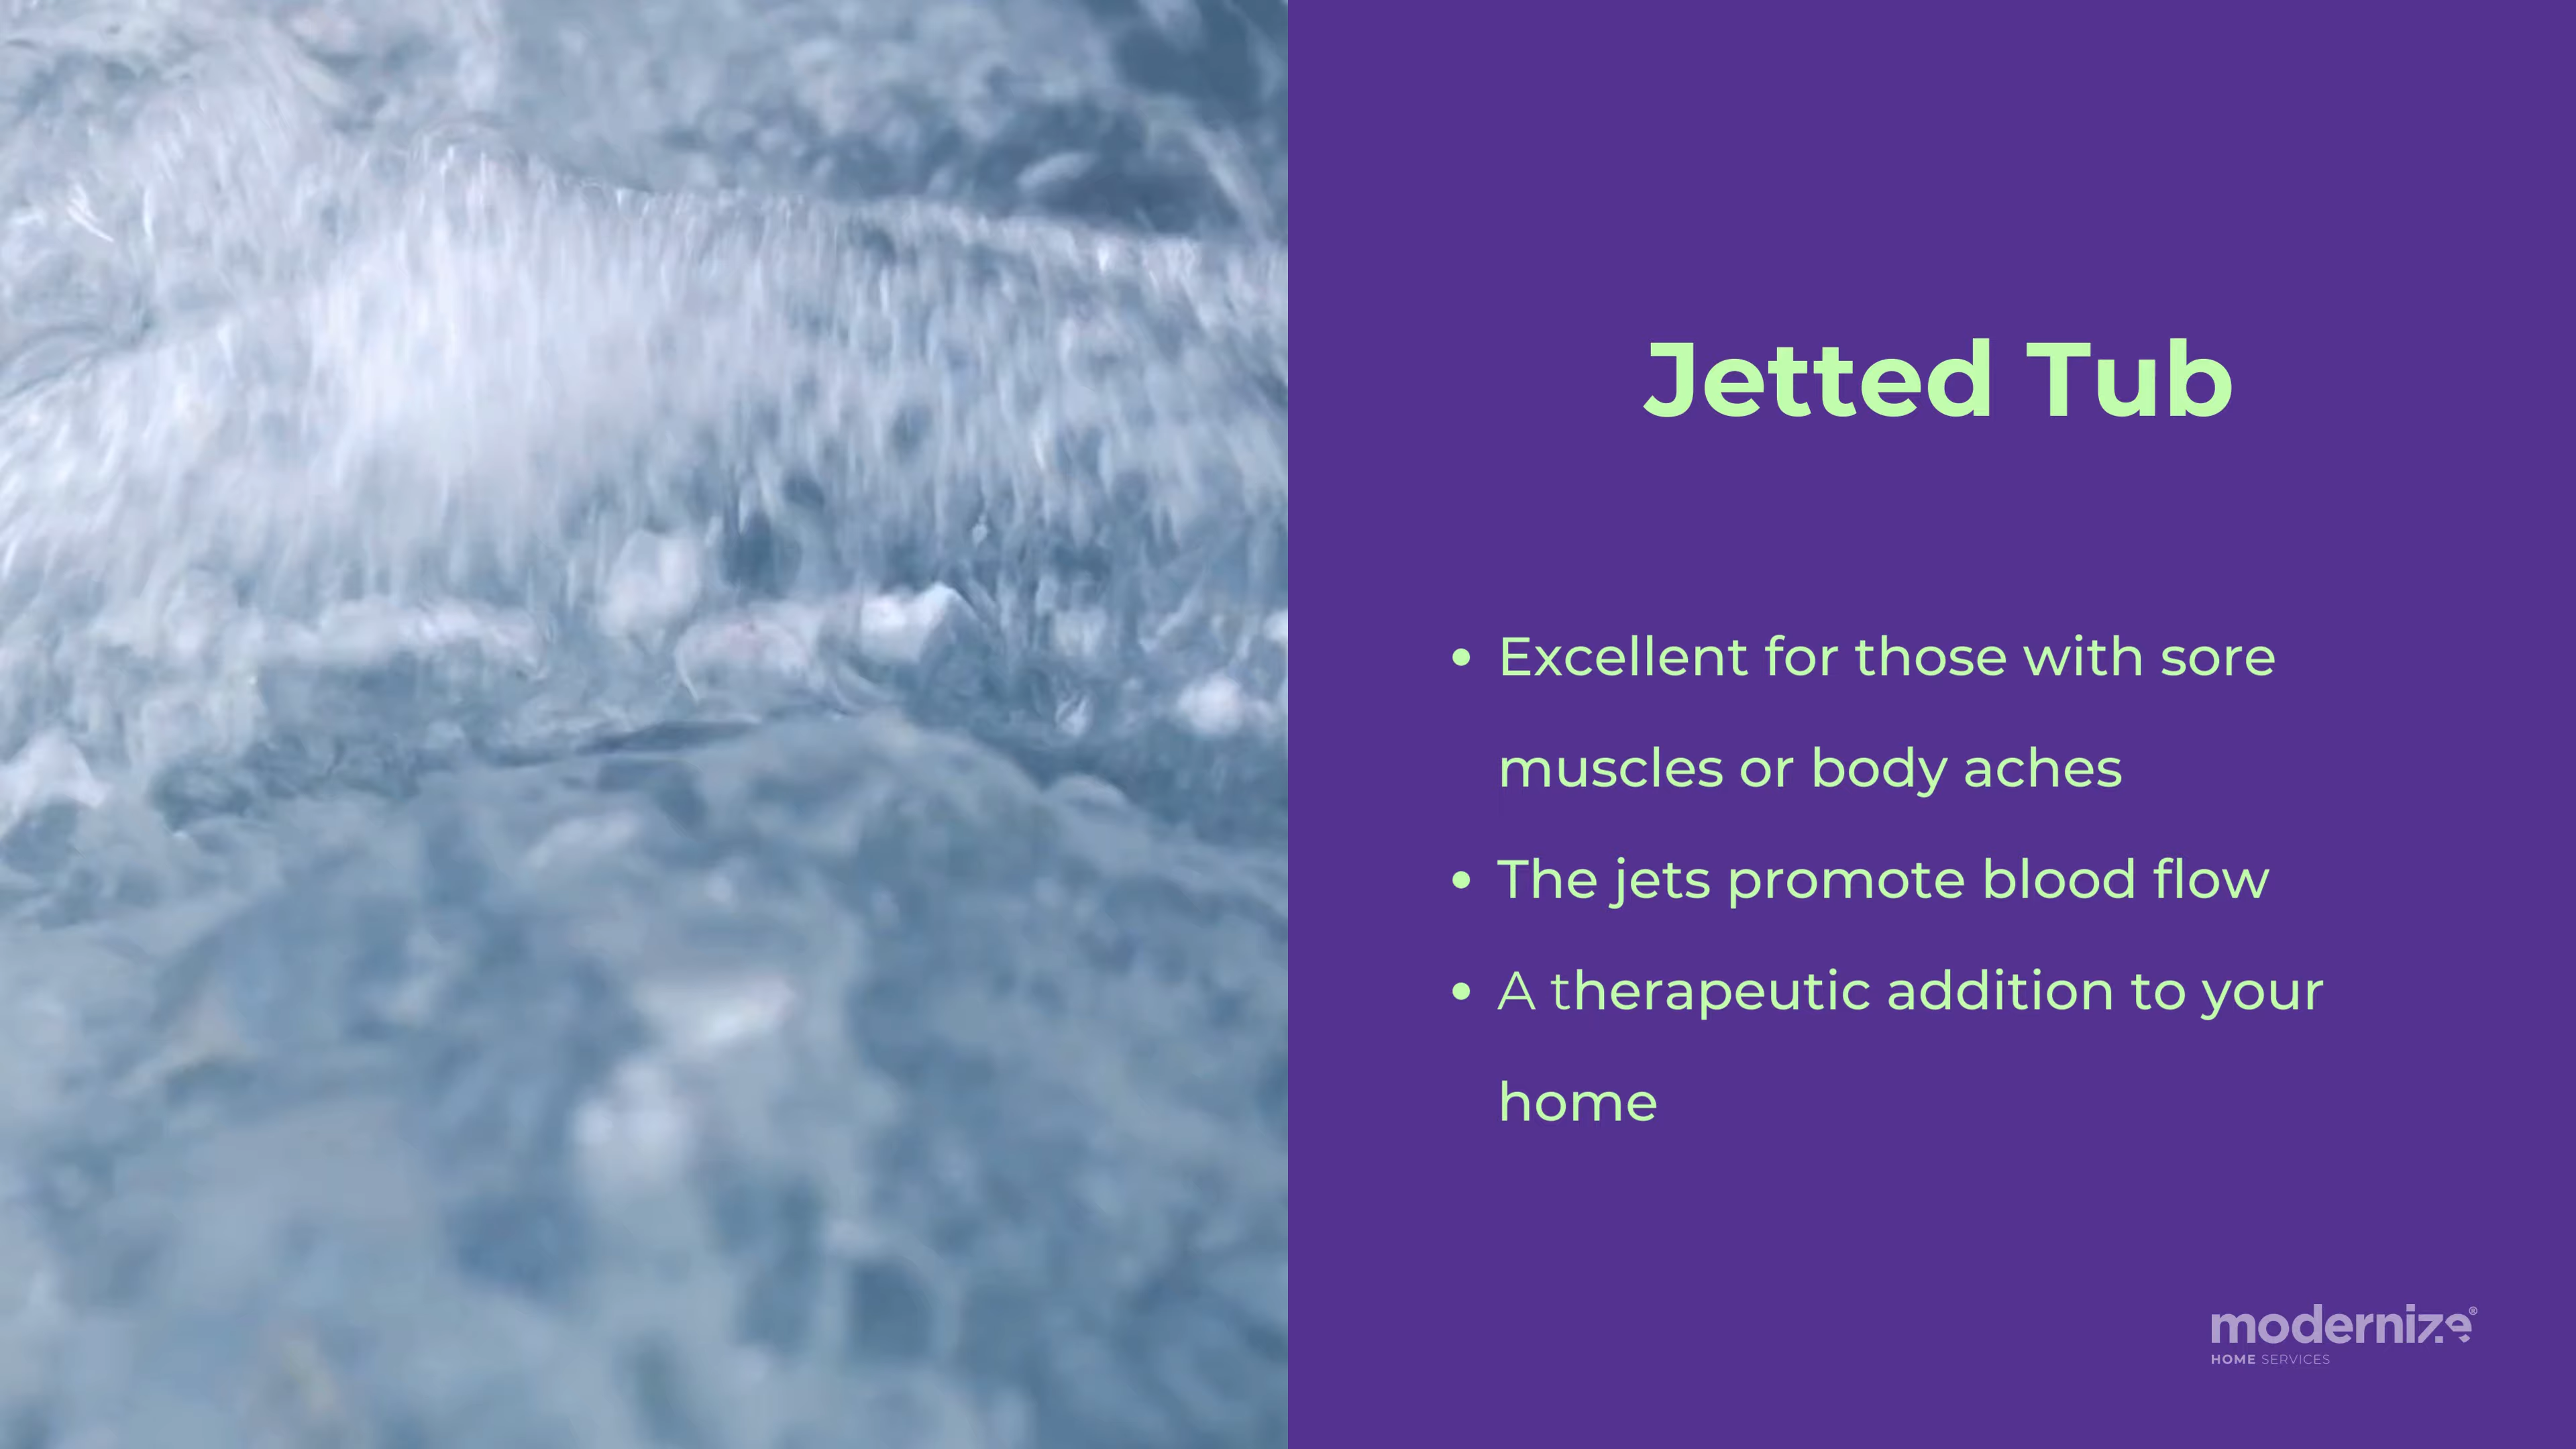 Jetted Tub
• Excellent for those with sore
muscles or body aches
• The jets promote blood flow
• A therapeutic addition to your
home
modernize®
HOME SERVICES